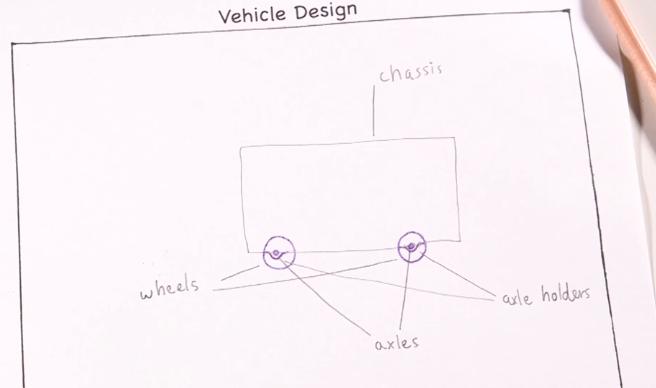 Vehicle Design
chassis
wheels
axle holders
axles